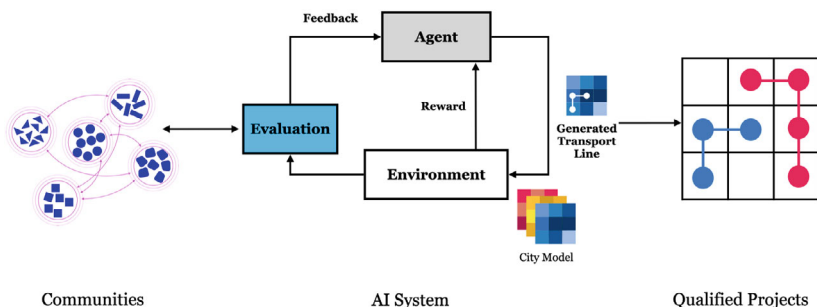 Feedback
Agent
Reward
Evaluation
Generated
Transport
Line
Environment
City Model
Communities
AI System
Qualified Projects